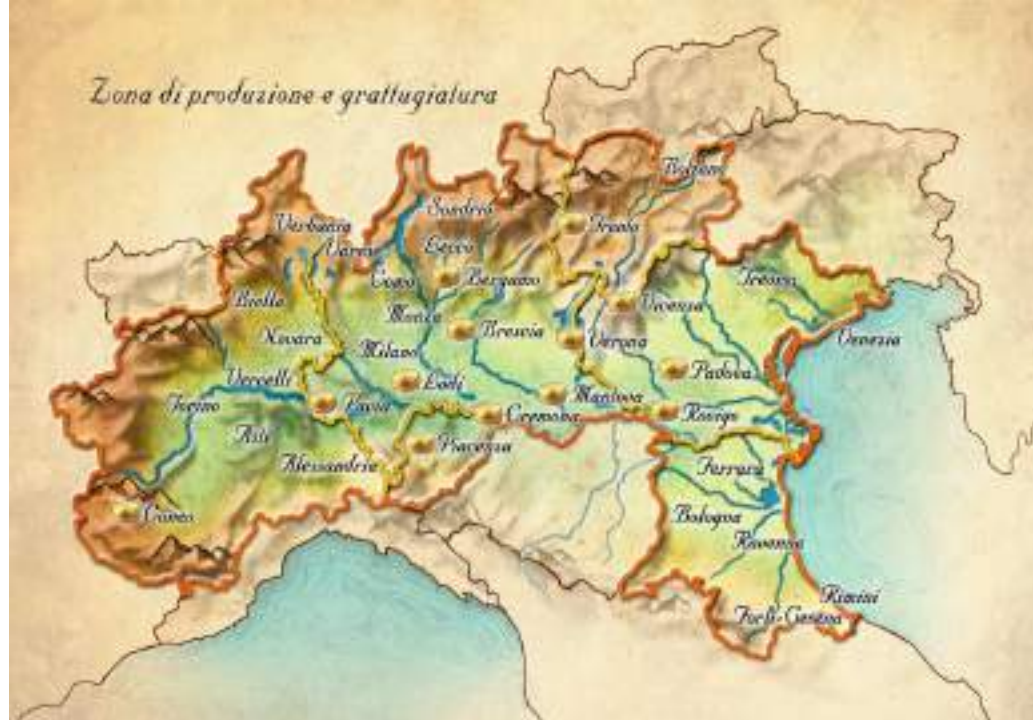 Zona di produzione e grattugiatura
Bolzano
Sondrio
Trento
Verbania
Varese
Lecco
Como
Bergamo
Treviso
Biella
Vicenza
Monza
Brescia
Venezia
Novara
Verona
Milano
Vercelli
Lodi
Padova
Torino
Pavia
Mantova
Cremona
Rovigo
Asti
Piacenza
Alessandria
Ferrara
Cuneo
Bologna
Ravenna
Rimini
Forlì-Cesena